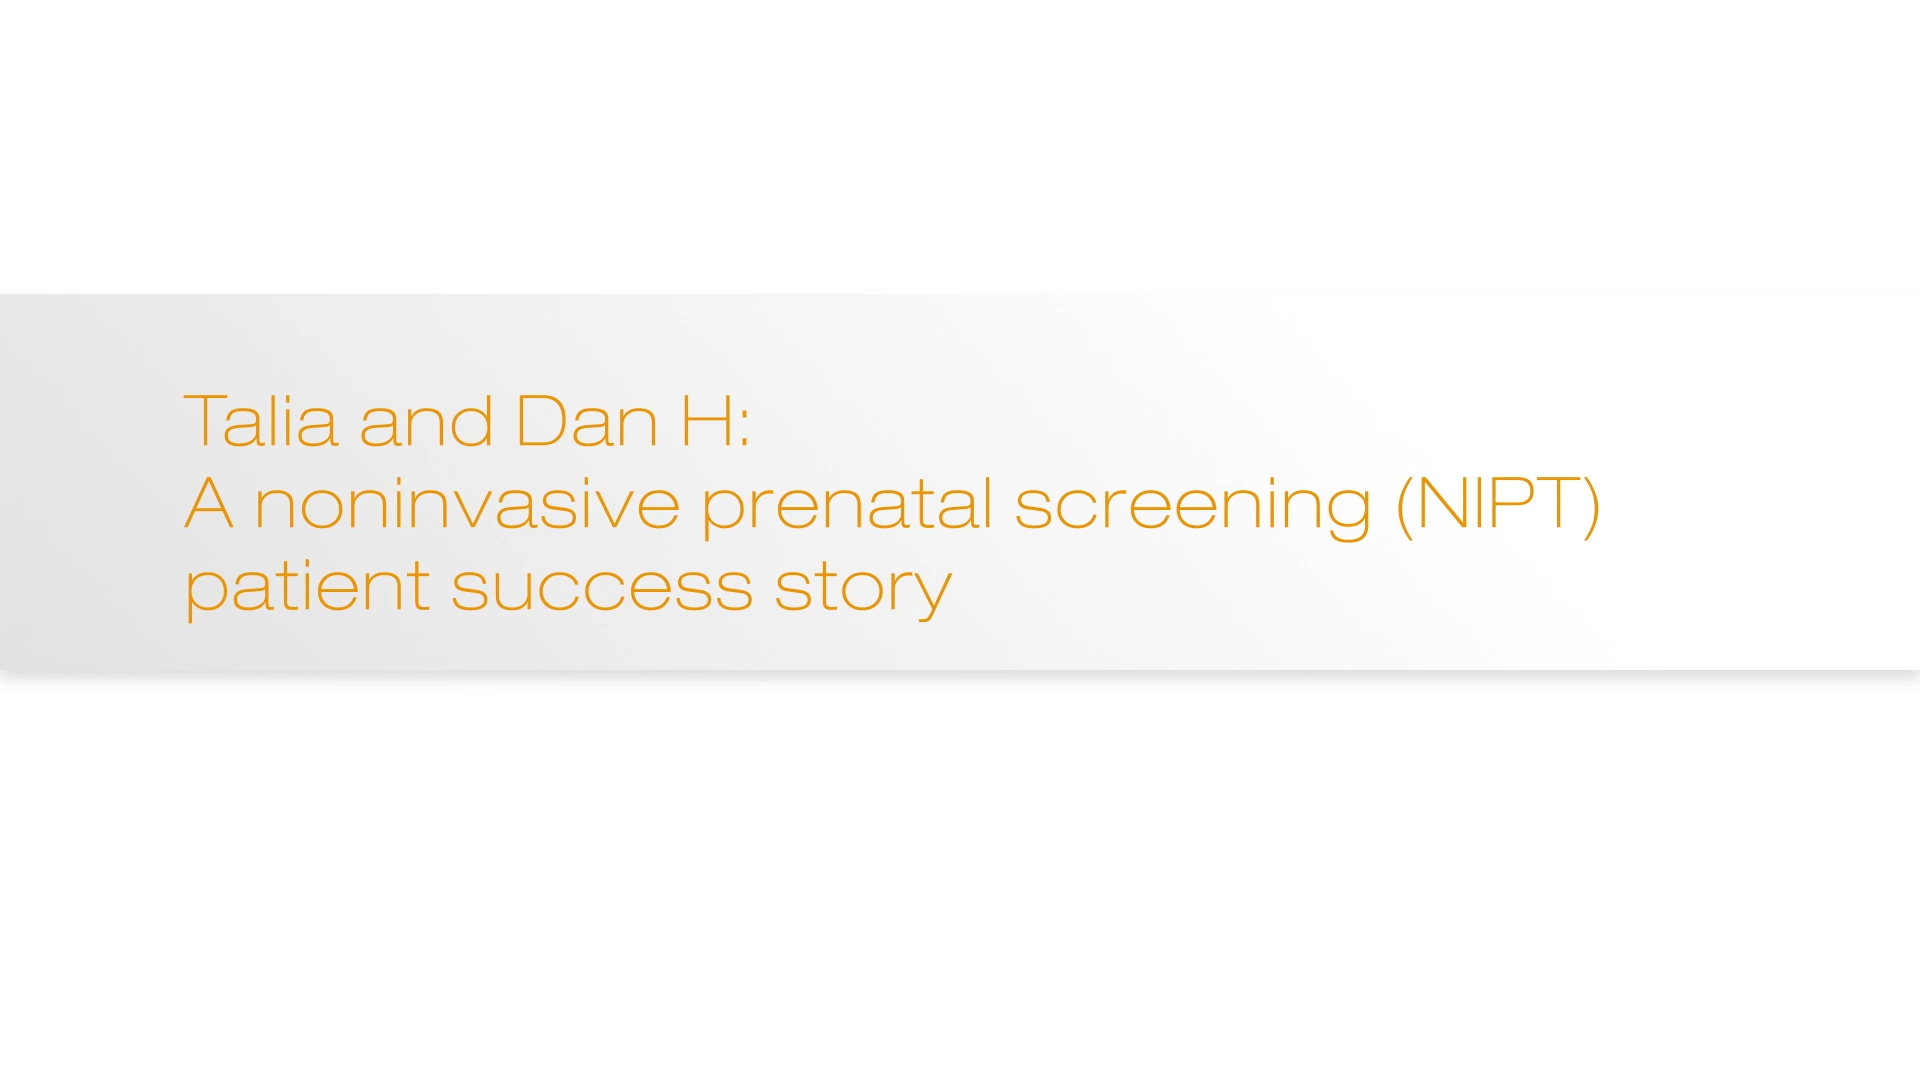 Talia and Dan H:
A noninvasive prenatal screening (NIPT)
patient success story